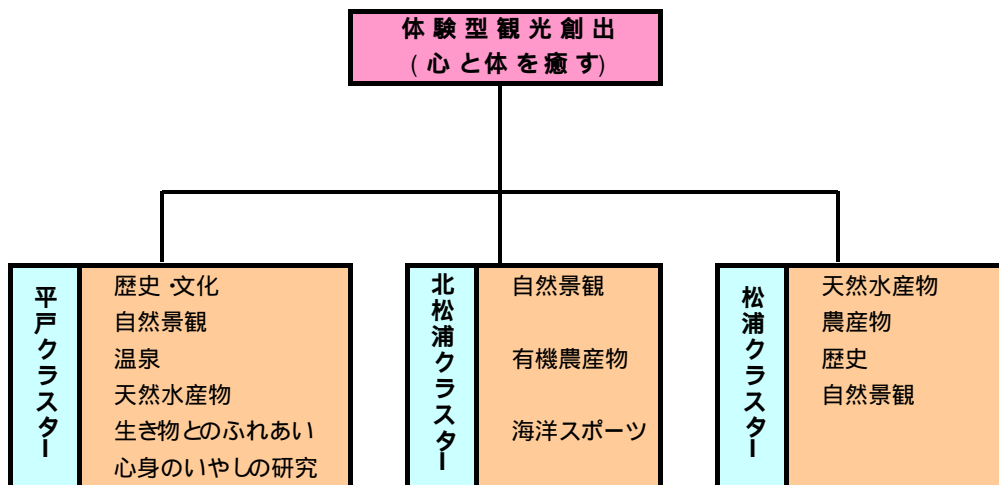 体験型観光創出
(心と体を癒す)
平戸クラスター
歴史・文化
自然景観
温泉
天然水産物
生き物とのふれあい
心身のいやしの研究
北松浦クラスター
自然景観
有機農産物
海洋スポーツ
松浦クラスター
天然水産物
農産物
歴史
自然景観